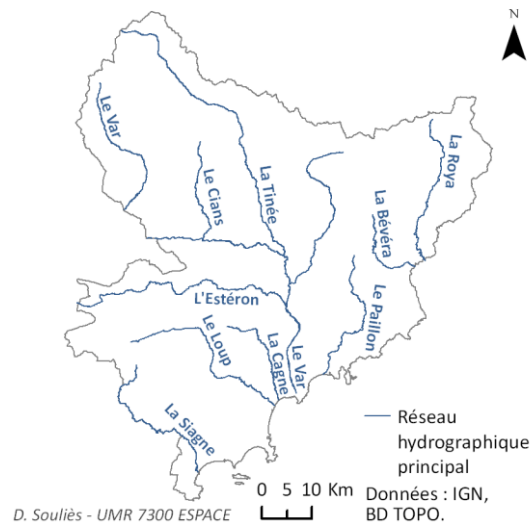 N
Le Var
Le Cians
La Tinée
La Roya
La Bévéra
L'Estéron
Le Paillon
Le Loup
La Cagne
Le Var
La Siagne
Réseau
hydrographique
principal
0 5 10 Km
Données : IGN,
BD TOPO.
D. Souliès - UMR 7300 ESPACE